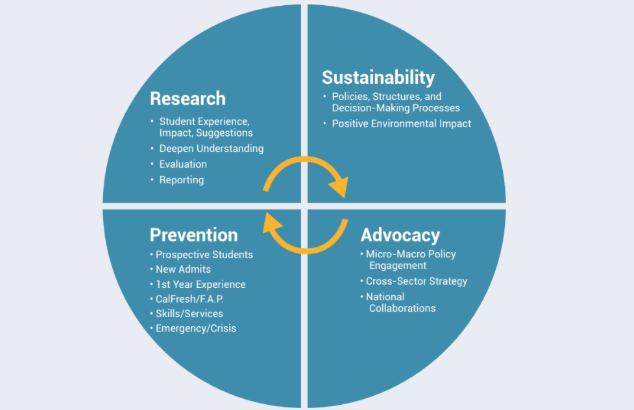 Research
• Student Experience,
Impact, Suggestions
• Deepen Understanding
• Evaluation
• Reporting
Sustainability
• Policies, Structures, and
Decision-Making Processes
• Positive Environmental Impact
Prevention
• Prospective Students
• New Admits
• 1st Year Experience
• CalFresh/F.A.P.
• Skills/Services
• Emergency/Crisis
Advocacy
• Micro-Macro Policy
Engagement
• Cross-Sector Strategy
• National
Collaborations